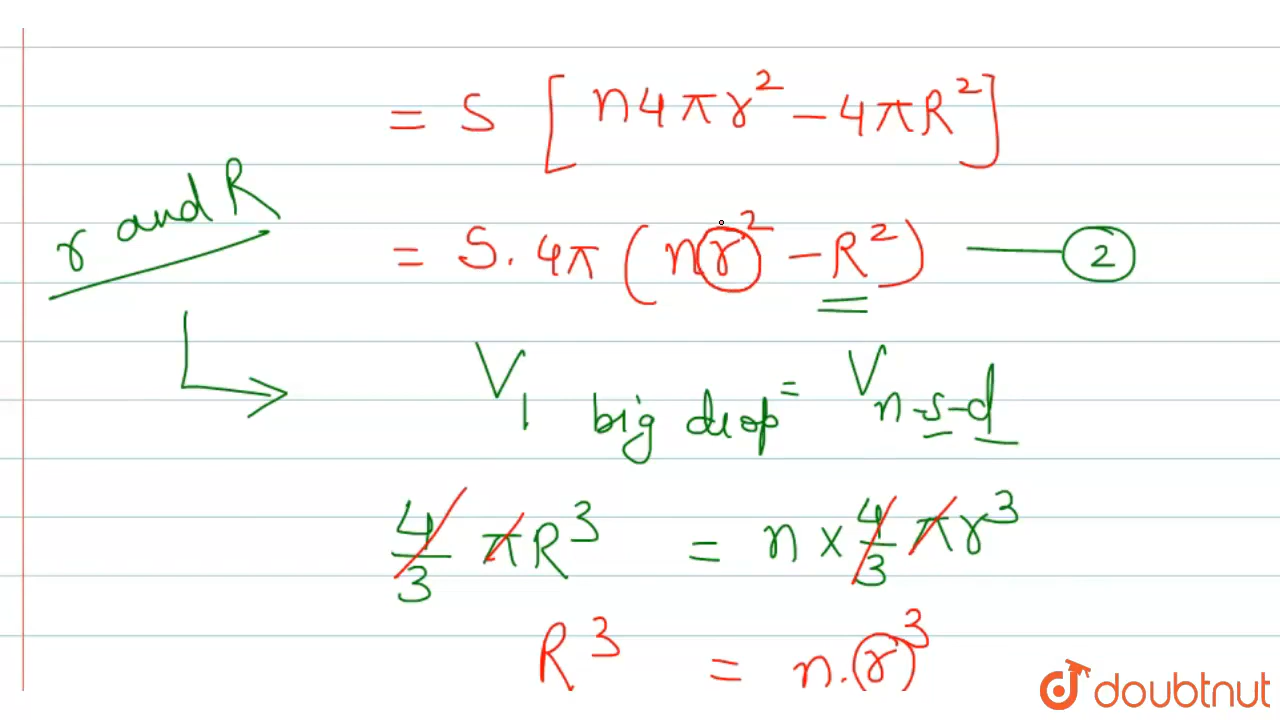 = S [n4πr² – 4πR²]
r and R
= S. 4π (nr² – R²) — 2
V1 big drop = Vn-s-d
4/3 πR³ = n × 4/3 πr³
R³ = n.(r)³
doubtnut